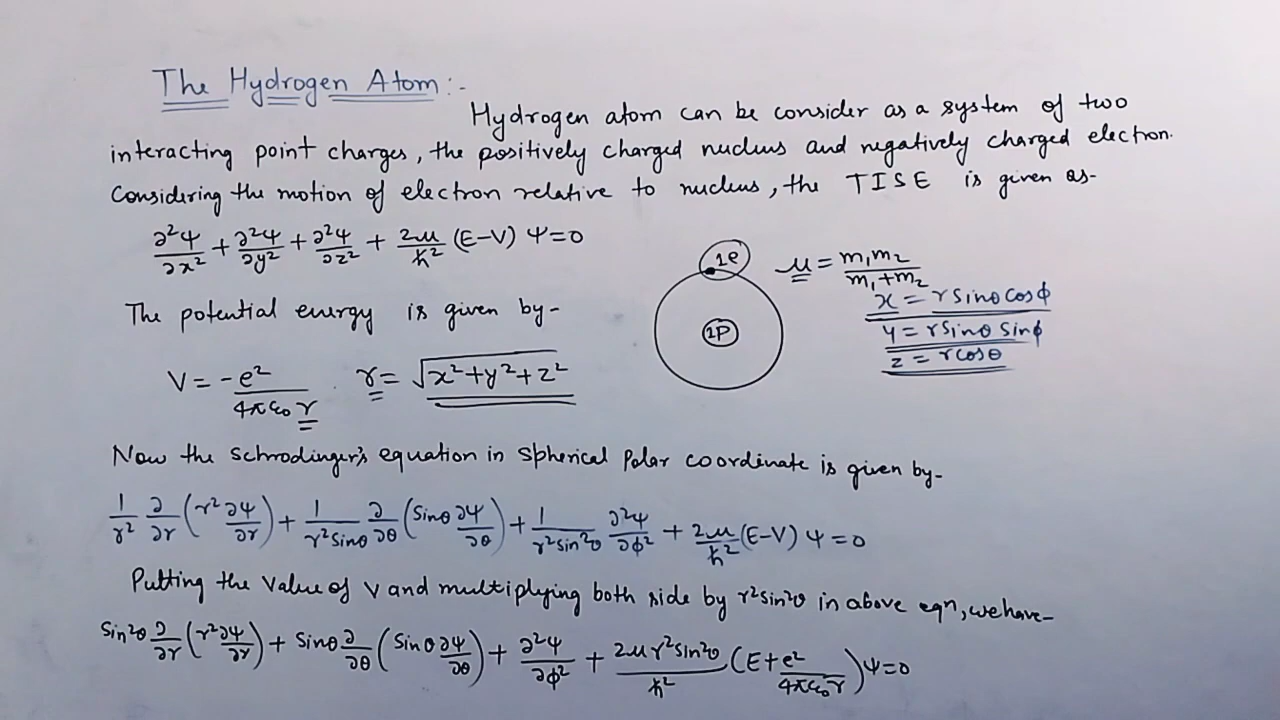 The Hydrogen Atom:-
Hydrogen atom can be consider as a system of two
interacting point charges, the positively charged nucleus and negatively charged electron.
Considering the motion of electron relative to nucleus, the TISE is given as-
∂²ψ/∂x² + ∂²ψ/∂y² + ∂²ψ/∂z² + 2μ/ħ² (E-V) ψ=0
1e
μ = m₁m₂/m₁+m₂
x = r sinθ cosϕ
y = r sinθ sinϕ
z = r cosθ
1P
The potential energy is given by-
V = -e²/4πε₀r r = √x²+y²+z²
Now the Schrodinger's equation in spherical polar coordinate is given by-
1/r² ∂/∂r (r² ∂ψ/∂r) + 1/r² sinθ ∂/∂θ (sinθ ∂ψ/∂θ) + 1/r² sin²θ ∂²ψ/∂ϕ² + 2μ/ħ² (E-V) ψ = 0
Putting the value of V and multiplying both side by r² sin²θ in above eqn, we have-
sin²θ ∂/∂r (r² ∂ψ/∂r) + sinθ ∂/∂θ (sinθ ∂ψ/∂θ) + ∂²ψ/∂ϕ² + 2μr² sin²θ/ħ² (E + e²/4πε₀r) ψ=0